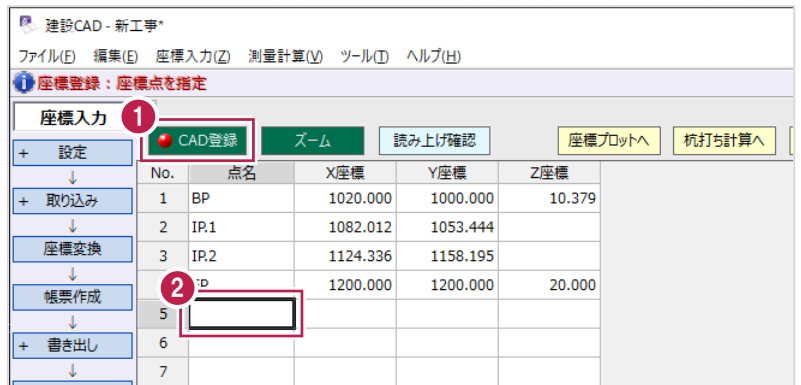 建設CAD - 新工事*
ファイル(F) 編集(E) 座標入力(Z) 測量計算(V) ツール(T) ヘルプ(H)
座標登録：座標点を指定
座標入力
1
CAD登録 ズーム 読み上げ確認 座標プロットへ 杭打ち計算へ
+ 設定
↓
+ 取り込み
↓
座標変換
↓
帳票作成
↓
+ 書き出し
↓
No. 点名 X座標 Y座標 Z座標
1 BP 1020.000 1000.000 10.379
2 IP.1 1082.012 1053.444
3 IP.2 1124.336 1158.195
1200.000 1200.000 20.000
2
5
6
7